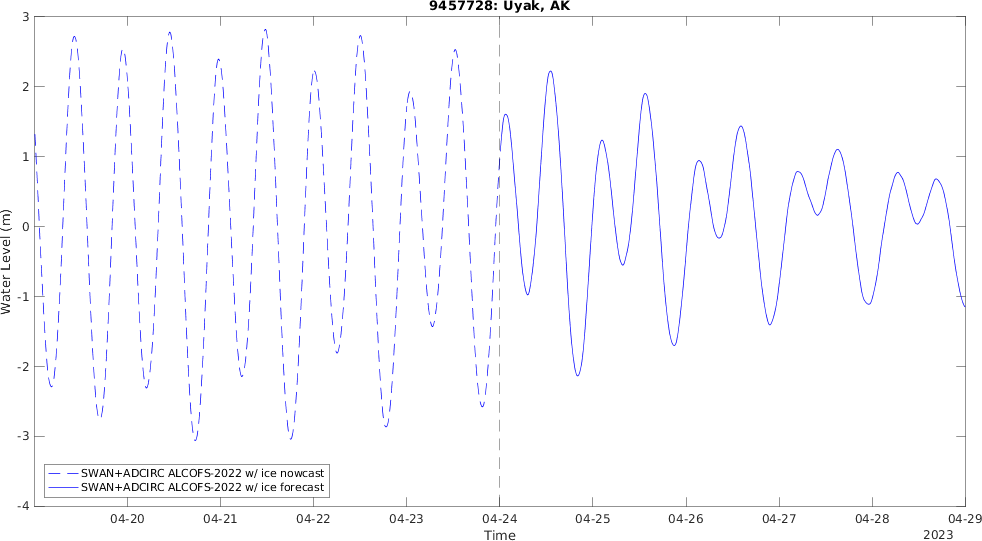 9457728: Uyak, AK
Water Level (m)
3
2
1
0
-1
-2
-3
-4
SWAN+ADCIRC ALCOFS-2022 w/ ice nowcast
SWAN+ADCIRC ALCOFS-2022 w/ ice forecast
04-20 04-21 04-22 04-23 04-24 04-25 04-26 04-27 04-28 04-29
Time
2023